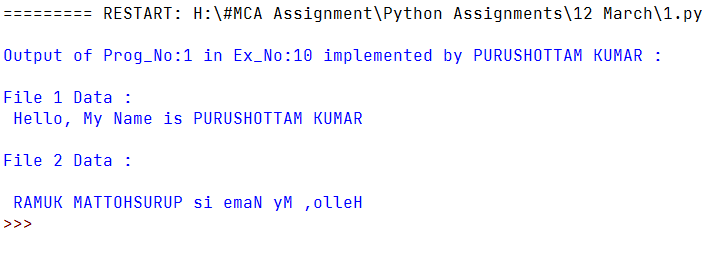 ========= RESTART: H:\#MCA Assignment\Python Assignments\12 March\1.py
Output of Prog_No:1 in Ex_No:10 implemented by PURUSHOTTAM KUMAR :
File 1 Data :
Hello, My Name is PURUSHOTTAM KUMAR
File 2 Data :
RAMUK MATTOHSURUP si emaN yM ,olleH
>>>